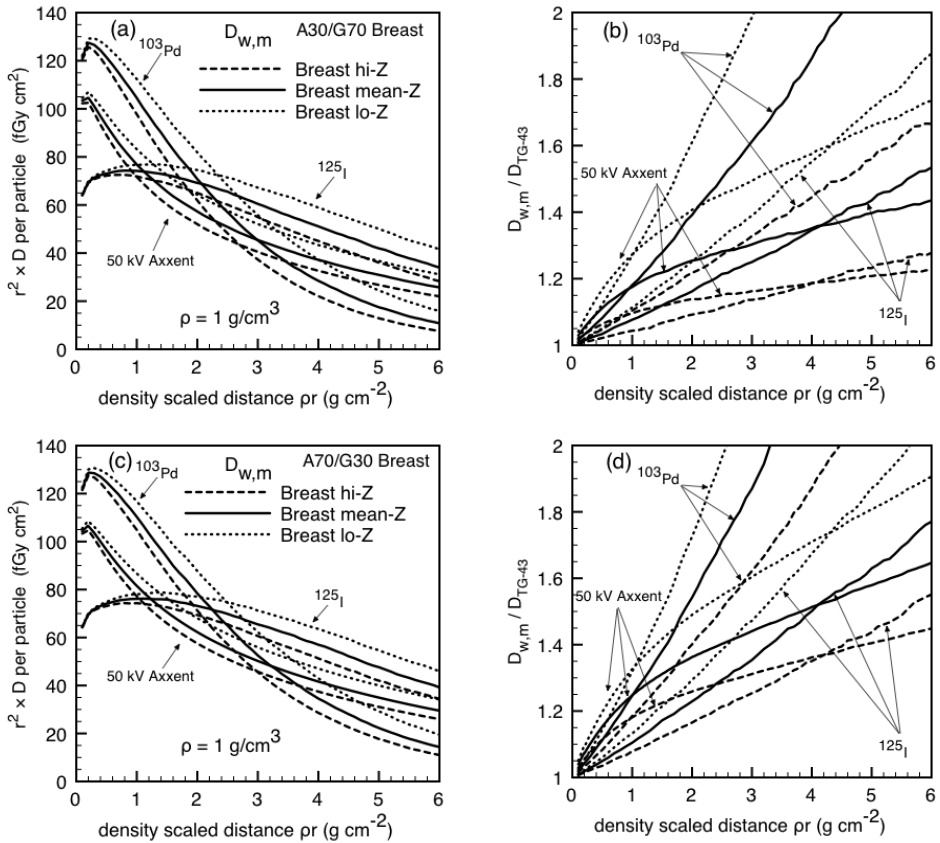 (a)
D_w,m
A30/G70 Breast
103Pd
Breast hi-Z
Breast mean-Z
Breast lo-Z
125I
50 kV Axxent
ρ = 1 g/cm3
r2 × D per particle (fGy cm2)
0 20 40 60 80 100 120 140
0 1 2 3 4 5 6
density scaled distance ρr (g cm-2)
(b)
103Pd
50 kV Axxent
125I
D_w,m / D_TG-43
1 1.2 1.4 1.6 1.8 2
0 1 2 3 4 5 6
density scaled distance ρr (g cm-2)
(c)
D_w,m
A70/G30 Breast
103Pd
Breast hi-Z
Breast mean-Z
Breast lo-Z
125I
50 kV Axxent
ρ = 1 g/cm3
r2 × D per particle (fGy cm2)
0 20 40 60 80 100 120 140
0 1 2 3 4 5 6
density scaled distance ρr (g cm-2)
(d)
103Pd
50 kV Axxent
125I
D_w,m / D_TG-43
1 1.2 1.4 1.6 1.8 2
0 1 2 3 4 5 6
density scaled distance ρr (g cm-2)